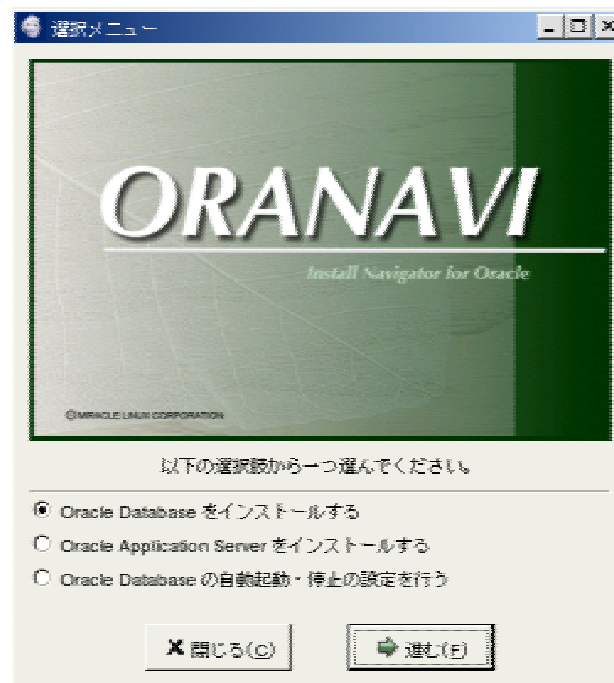 選択メニュー
ORANAVI
Install Navigator for Oracle
©MIRACLE LINUX CORPORATION
以下の選択肢から一つ選んでください。
Oracle Database をインストールする
Oracle Application Server をインストールする
Oracle Database の自動起動・停止の設定を行う
閉じる(C)
進む(F)